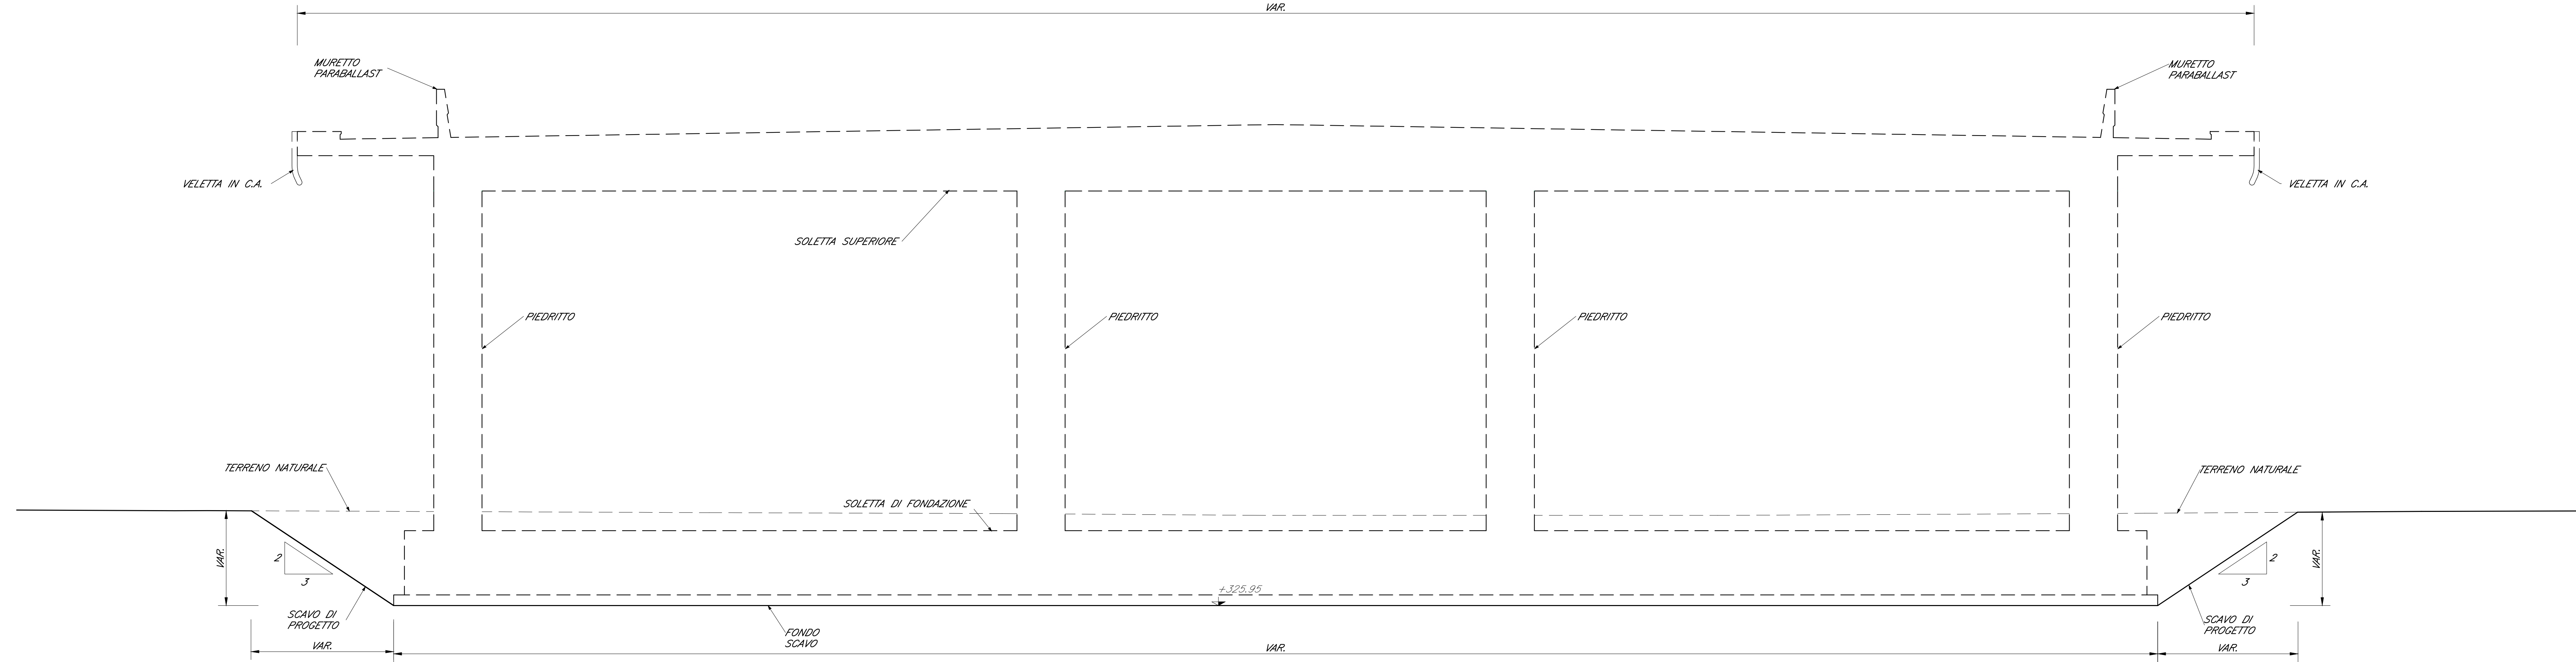 VAR.
MURETTO
PARABALLAST
MURETTO
PARABALLAST
VELETTA IN C.A.
VELETTA IN C.A.
SOLETTA SUPERIORE
PIEDRITTO
PIEDRITTO
PIEDRITTO
PIEDRITTO
TERRENO NATURALE
TERRENO NATURALE
SOLETTA DI FONDAZIONE
VAR.
2
3
2
3
VAR.
+325.95
SCAVO DI
PROGETTO
FONDO
SCAVO
SCAVO DI
PROGETTO
VAR.
VAR.
VAR.